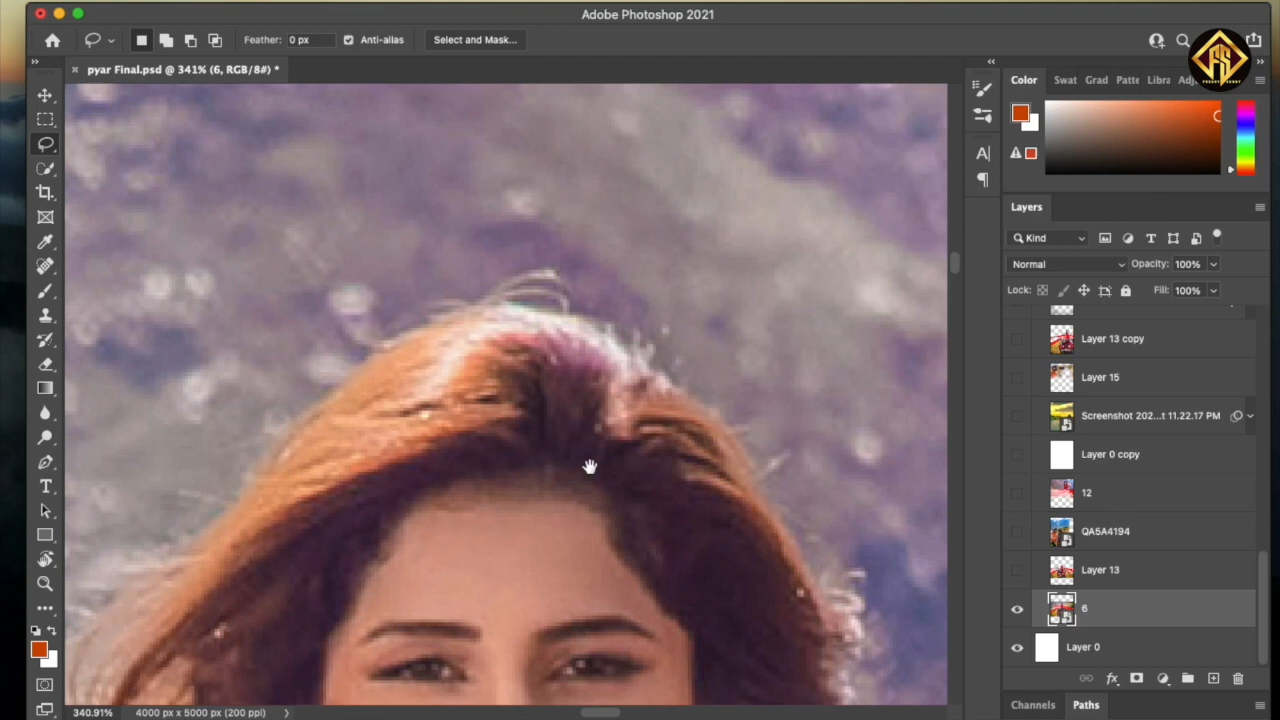 Adobe Photoshop 2021
Feather: 0 px Anti-alias Select and Mask...
FS
pyar Final.psd @ 341% (6, RGB/8#) *
Color Swat Grad Patte Libra Adj
Layers
Kind
Normal Opacity: 100%
Lock: Fill: 100%
Layer 13 copy
Layer 15
Screenshot 202...t 11.22.17 PM
Layer 0 copy
12
QA5A4194
Layer 13
6
Layer 0
fx
340.91% 4000 px x 5000 px (200 ppi)
Channels Paths